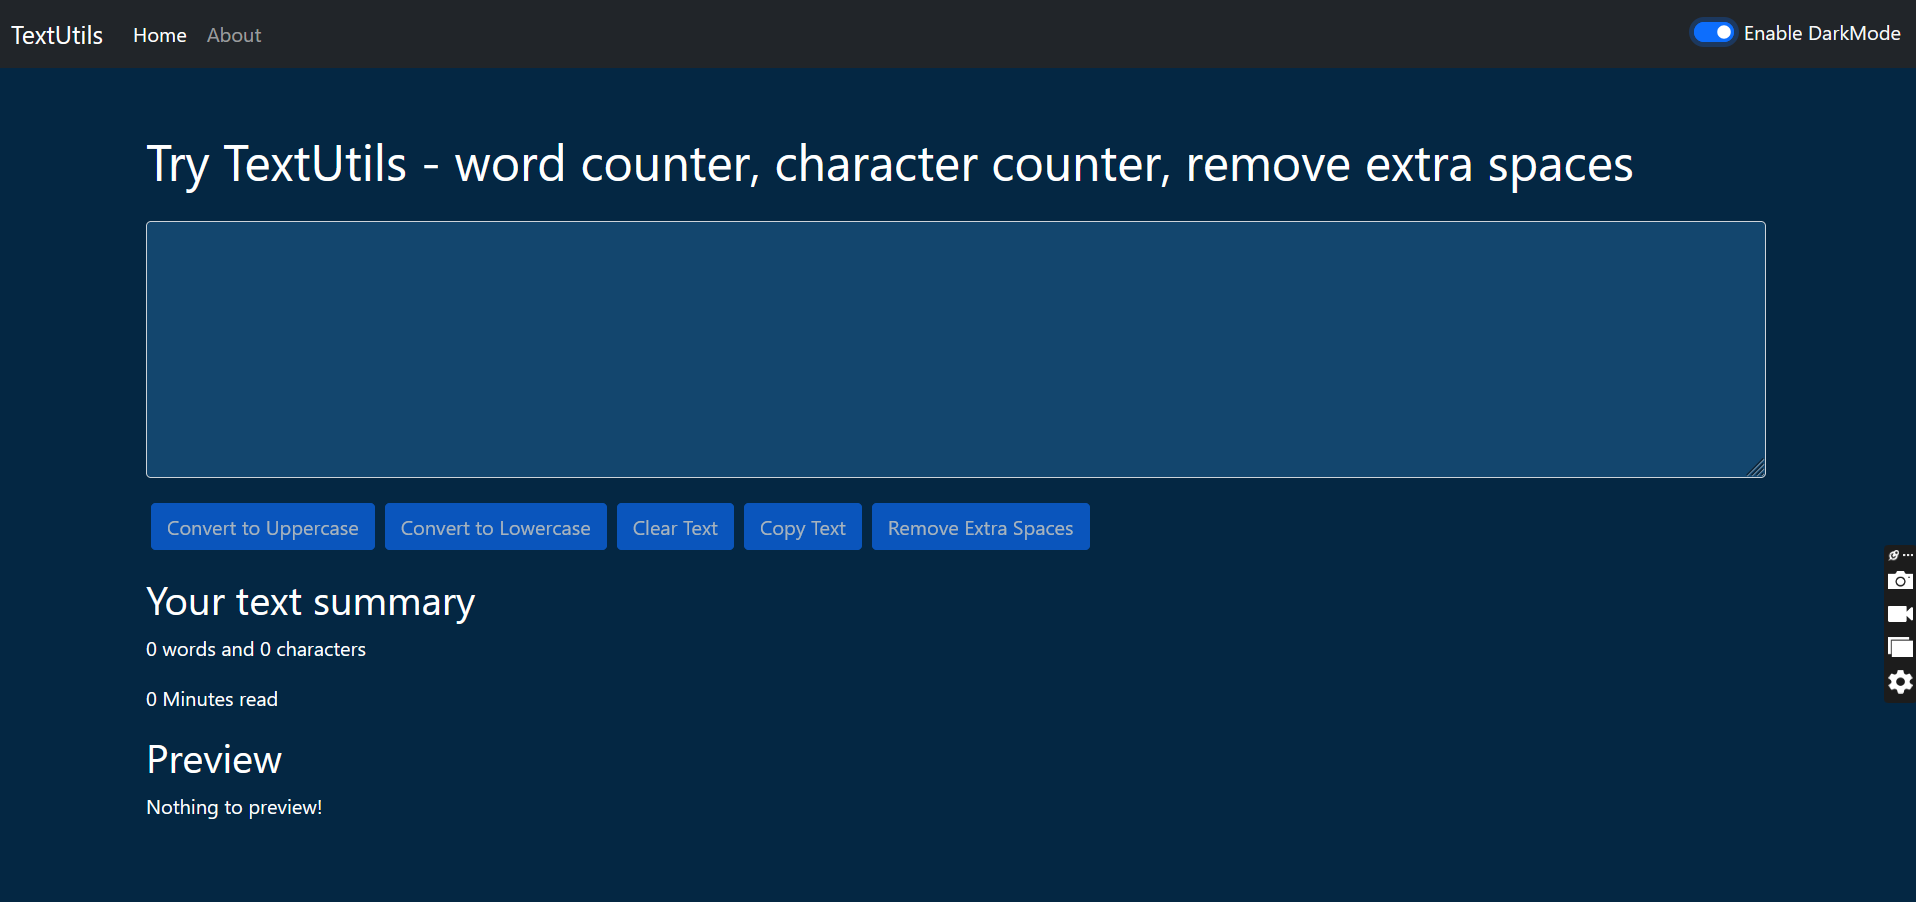 TextUtils Home About Enable DarkMode
Try TextUtils - word counter, character counter, remove extra spaces
Convert to Uppercase Convert to Lowercase Clear Text Copy Text Remove Extra Spaces
Your text summary
0 words and 0 characters
0 Minutes read
Preview
Nothing to preview!